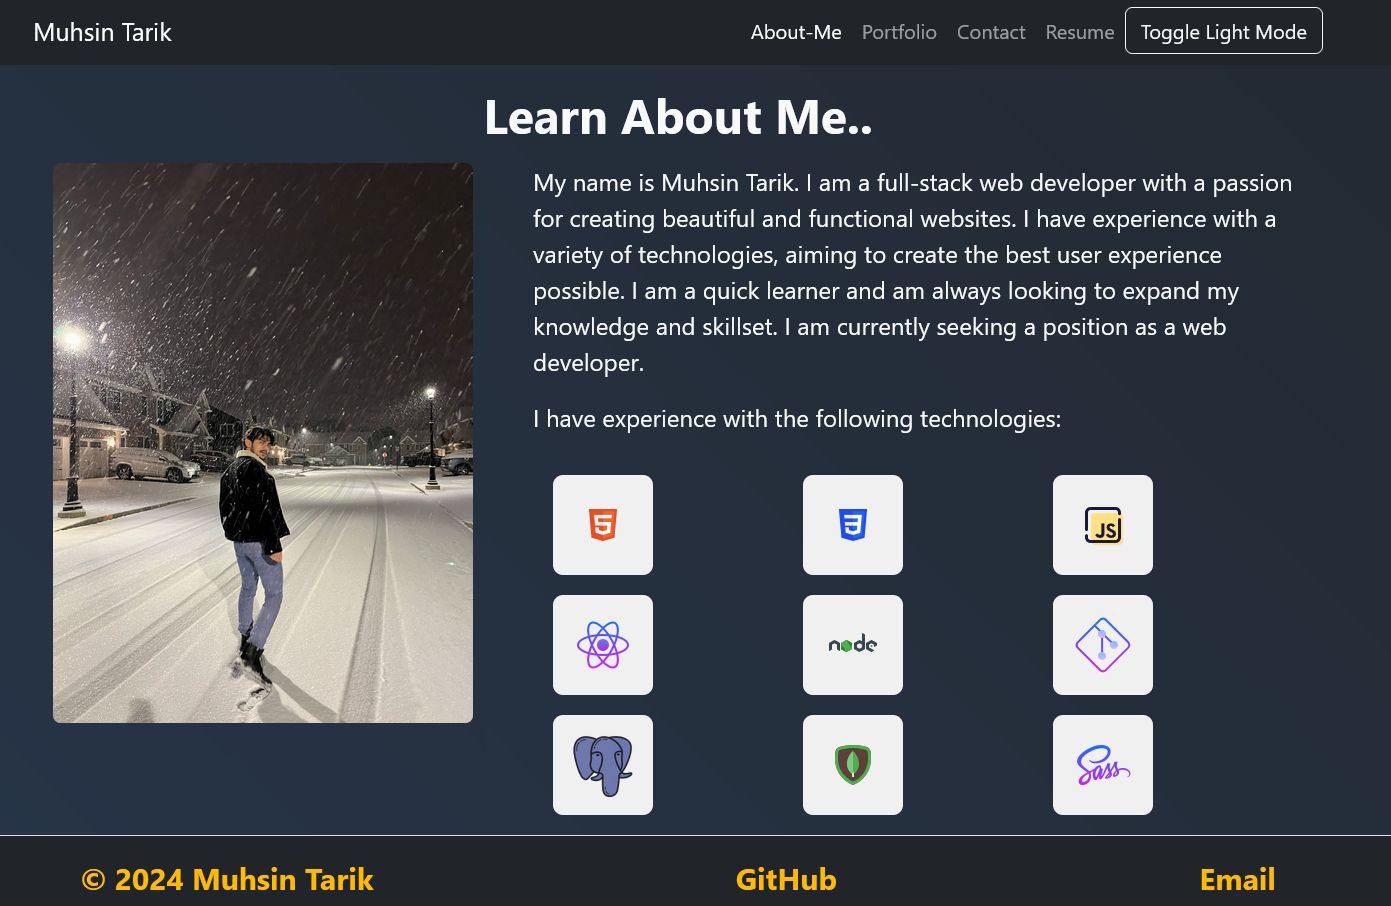 Muhsin Tarik
About-Me Portfolio Contact Resume Toggle Light Mode
Learn About Me..
My name is Muhsin Tarik. I am a full-stack web developer with a passion
for creating beautiful and functional websites. I have experience with a
variety of technologies, aiming to create the best user experience
possible. I am a quick learner and am always looking to expand my
knowledge and skillset. I am currently seeking a position as a web
developer.
I have experience with the following technologies:
5 3 JS
node
Sass
© 2024 Muhsin Tarik GitHub Email